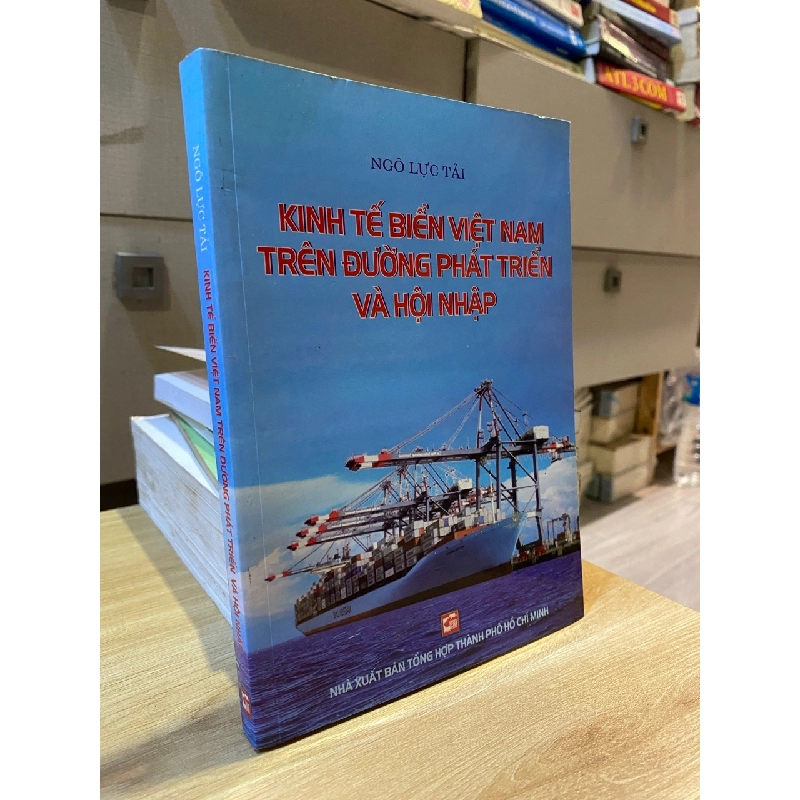 NGÔ LỰC TẢI
KINH TẾ BIỂN VIỆT NAM
TRÊN ĐƯỜNG PHÁT TRIỂN
VÀ HỘI NHẬP
NHÀ XUẤT BẢN TỔNG HỢP THÀNH PHỐ HỒ CHÍ MINH
NGÔ LỰC TẢI
KINH TẾ BIỂN VIỆT NAM TRÊN ĐƯỜNG PHÁT TRIỂN VÀ HỘI NHẬP
ATL3COM